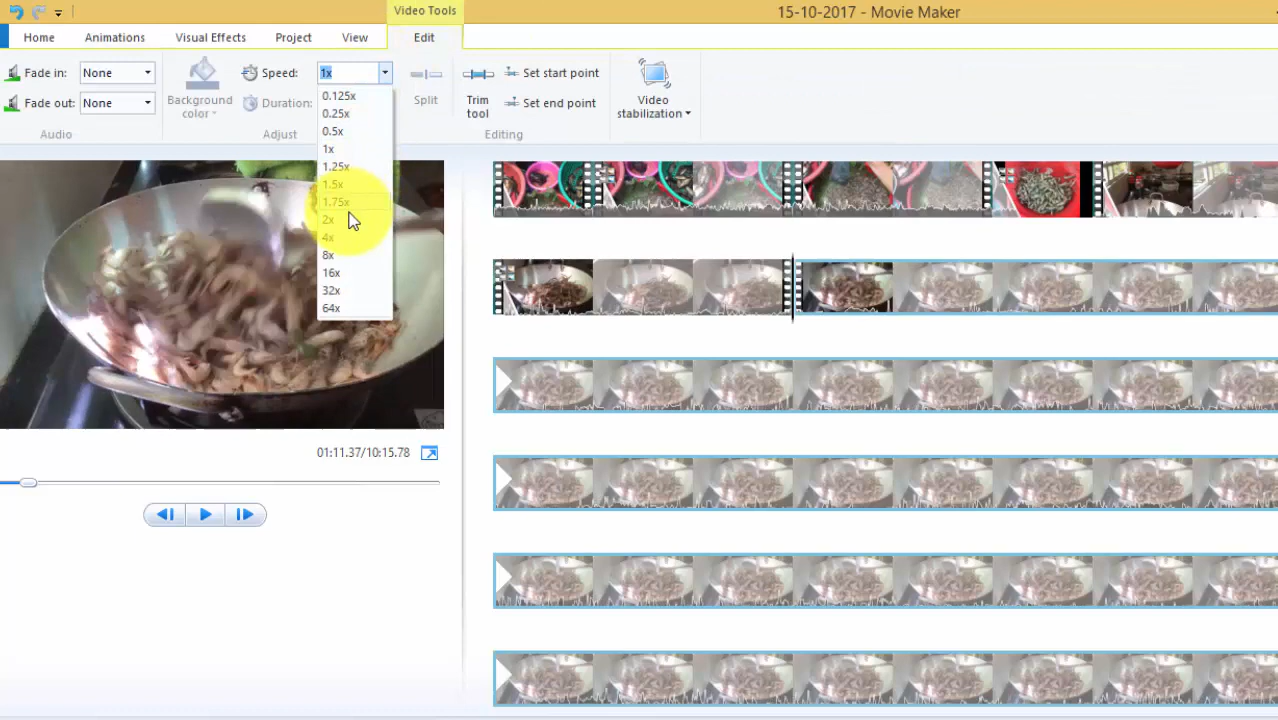 Video Tools
15-10-2017 - Movie Maker
Home
Animations
Visual Effects
Project
View
Edit
Fade in:
None
Fade out:
None
Audio
Background color
Speed:
1x
Duration:
Adjust
0.125x
0.25x
0.5x
1x
1.25x
1.5x
1.75x
2x
4x
8x
16x
32x
64x
Split
Trim tool
Set start point
Set end point
Editing
Video stabilization
01:11.37/10:15.78